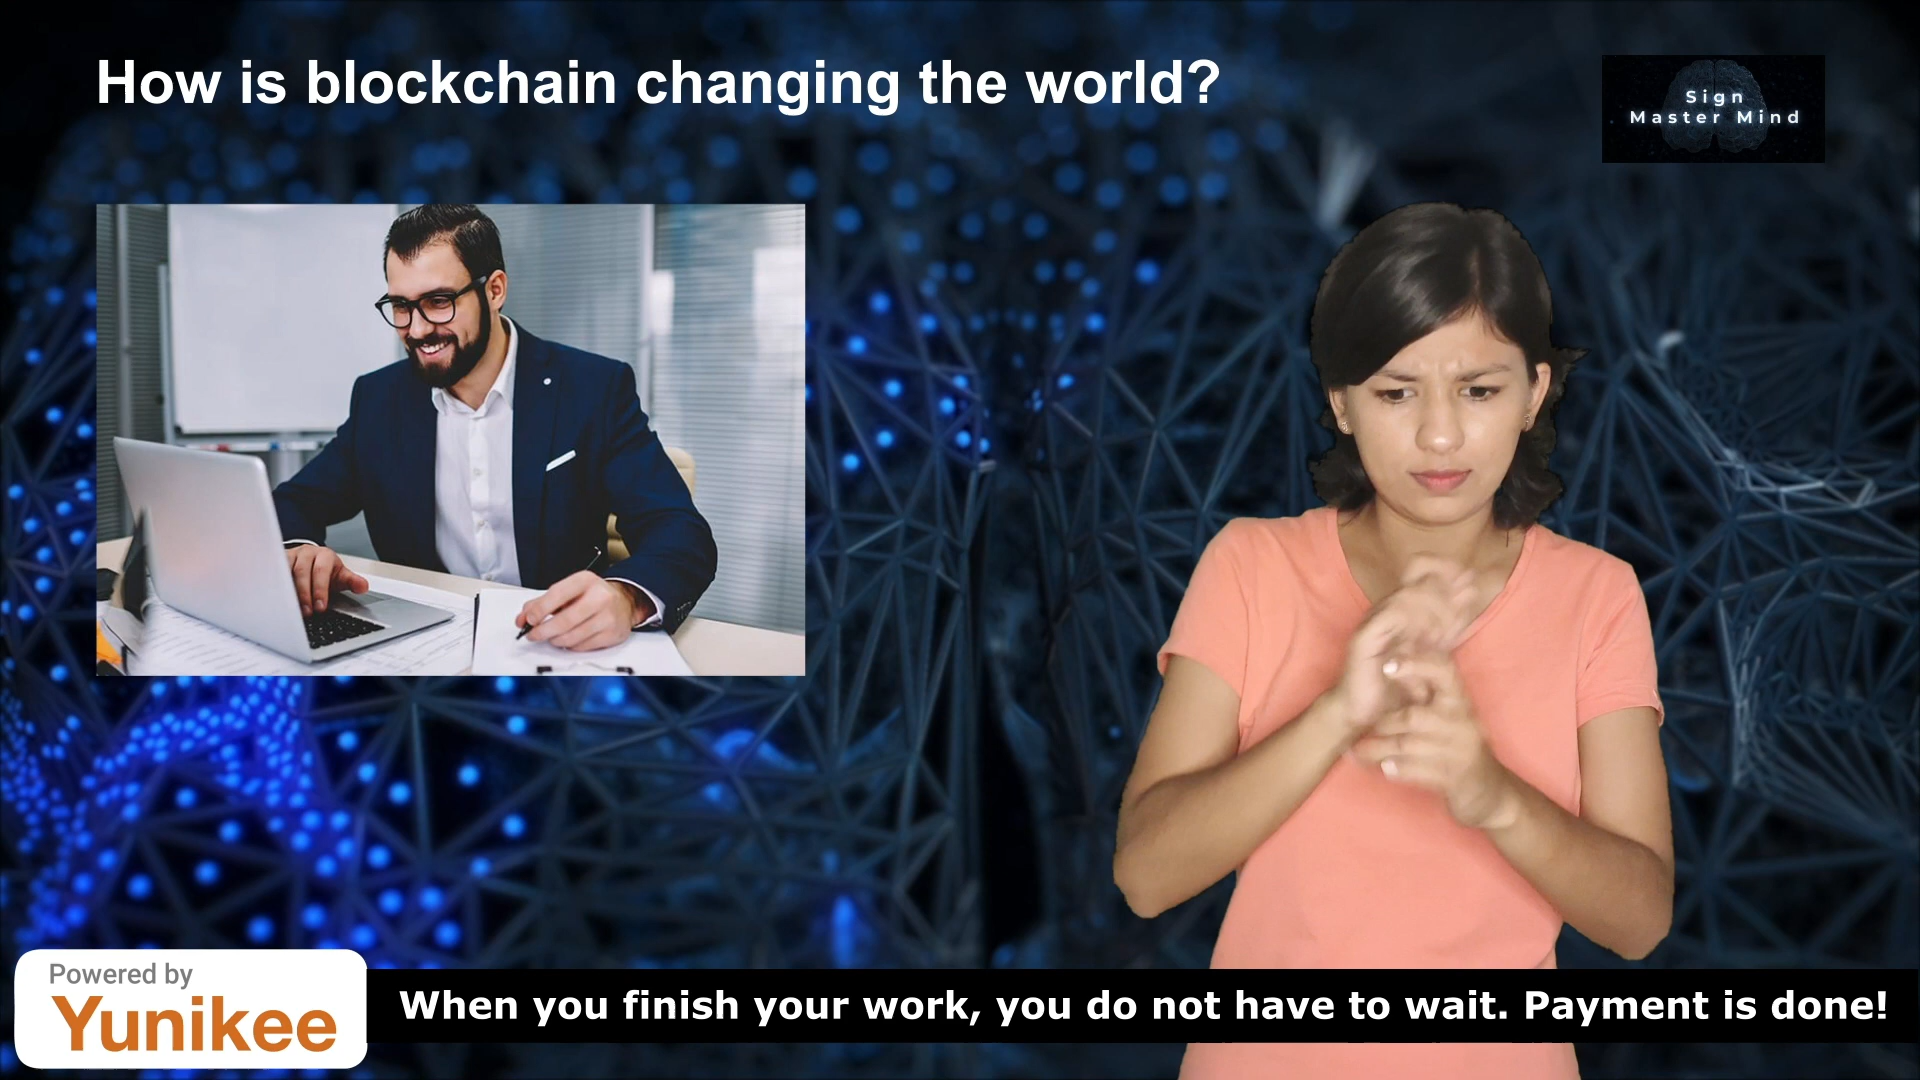 How is blockchain changing the world?
Sign
Master Mind
Powered by
Yunikee
When you finish your work, you do not have to wait. Payment is done!